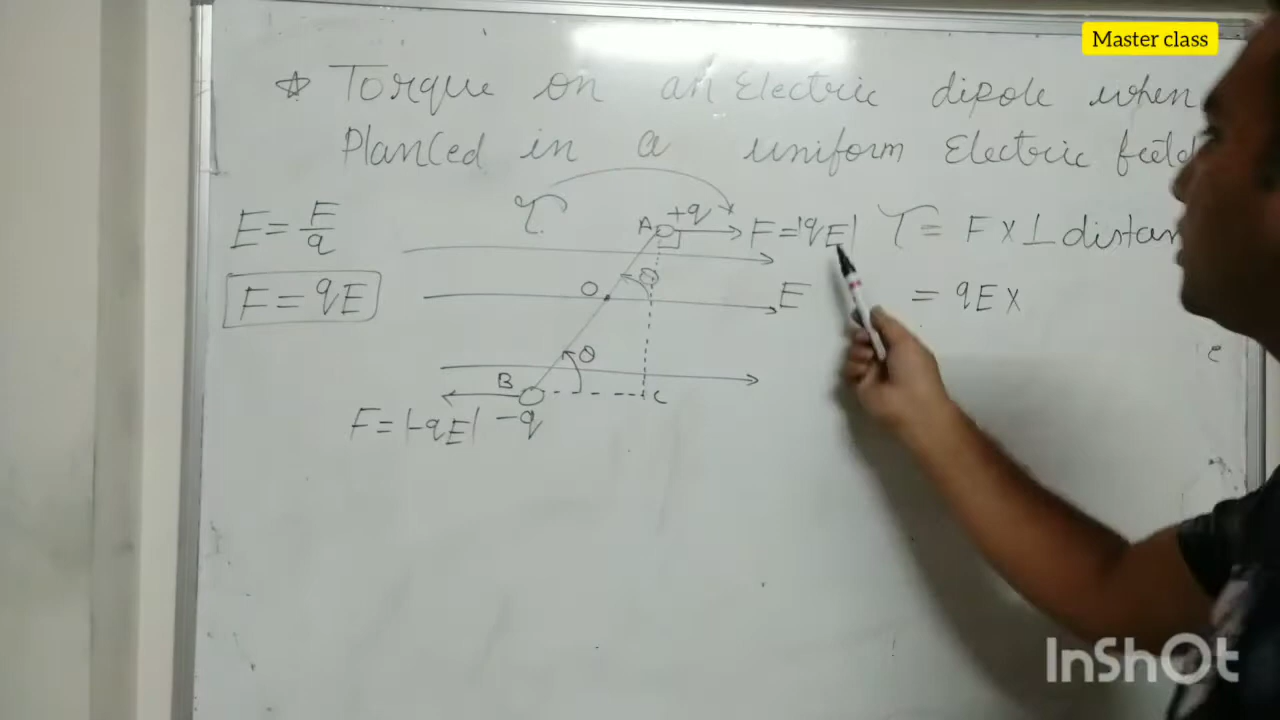 Master class
☆ Torque on an Electric dipole when
Planced in a uniform Electric field
E = F/q
F = qE
τ
A
+q
F = |qE|
τ = F × ⊥ distan
= qE ×
O
θ
E
B
θ
C
F = |-qE|
-q
InShOt